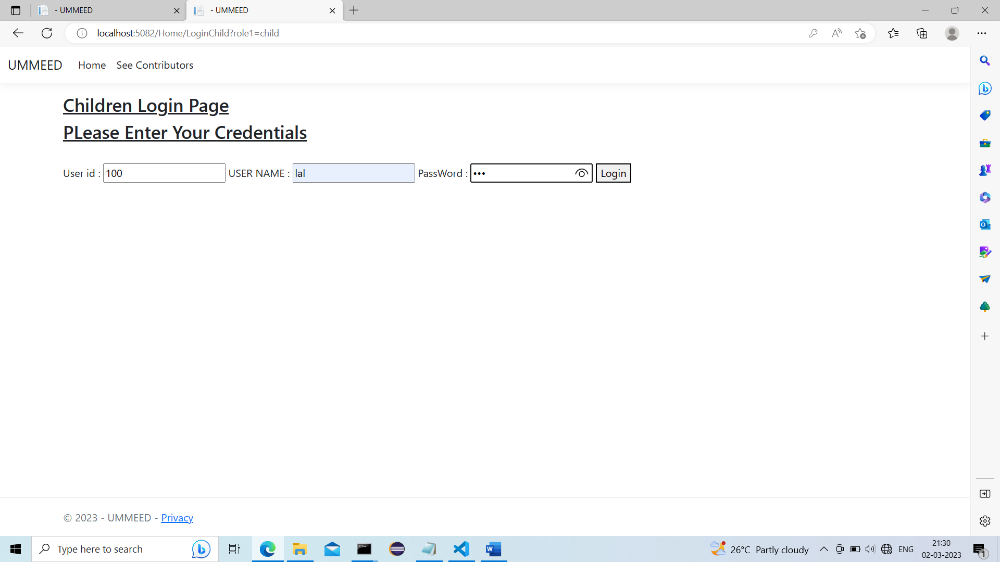 - UMMEED
- UMMEED
localhost:5082/Home/LoginChild?role1=child
UMMEED Home See Contributors
Children Login Page
PLease Enter Your Credentials
User id : 100 USER NAME : lal PassWord : ••• Login
© 2023 - UMMEED - Privacy
Type here to search
26°C Partly cloudy
ENG
21:30
02-03-2023
1